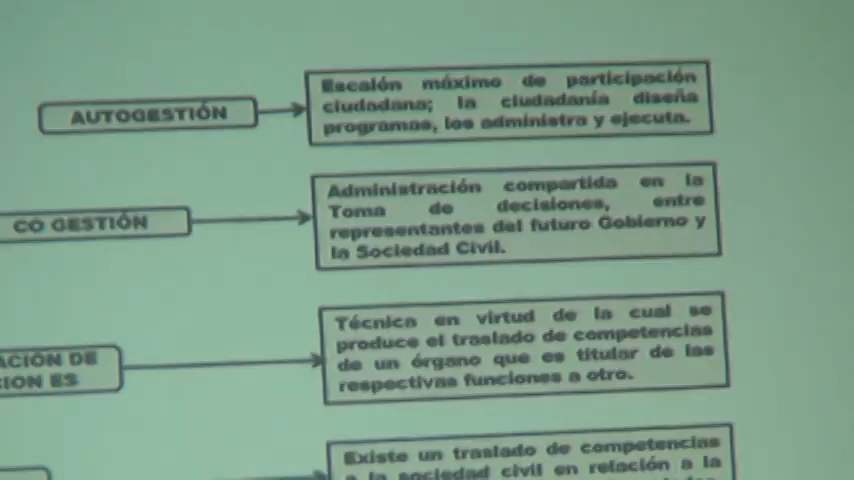 AUTOGESTIÓN
Escalón máximo de participación
ciudadana; la ciudadanía diseña
programas, los administra y ejecuta.
CO GESTIÓN
Administración compartida en la
Toma de decisiones, entre
representantes del futuro Gobierno y
la Sociedad Civil.
ACIÓN DE
CION ES
Técnica en virtud de la cual se
produce el traslado de competencias
de un órgano que es titular de las
respectivas funciones a otro.
Existe un traslado de competencias
a la sociedad civil en relación a la